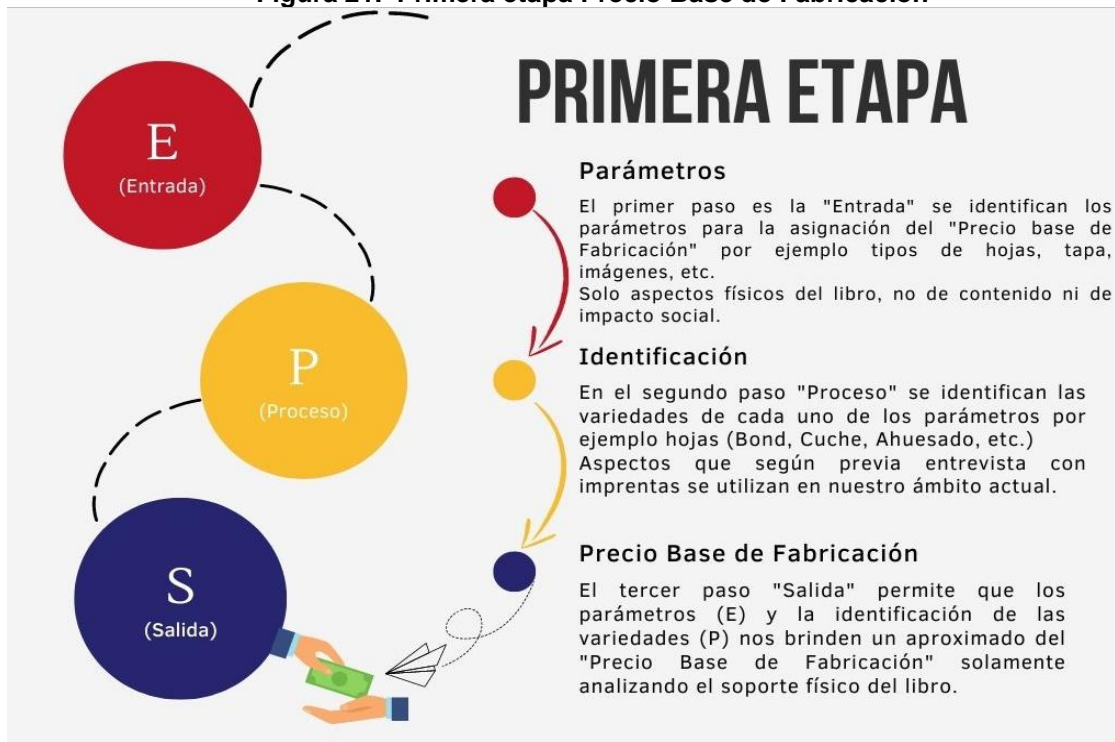 Figura 21. Primera etapa Precio Base de Fabricación
PRIMERA ETAPA
E
(Entrada)
Parámetros
El primer paso es la "Entrada" se identifican los
parámetros para la asignación del "Precio base de
Fabricación" por ejemplo tipos de hojas, tapa,
imágenes, etc.
Solo aspectos físicos del libro, no de contenido ni de
impacto social.
P
(Proceso)
Identificación
En el segundo paso "Proceso" se identifican las
variedades de cada uno de los parámetros por
ejemplo hojas (Bond, Cuche, Ahuesado, etc.)
Aspectos que según previa entrevista con
imprentas se utilizan en nuestro ámbito actual.
S
(Salida)
Precio Base de Fabricación
El tercer paso "Salida" permite que los
parámetros (E) y la identificación de las
variedades (P) nos brinden un aproximado del
"Precio Base de Fabricación" solamente
analizando el soporte físico del libro.